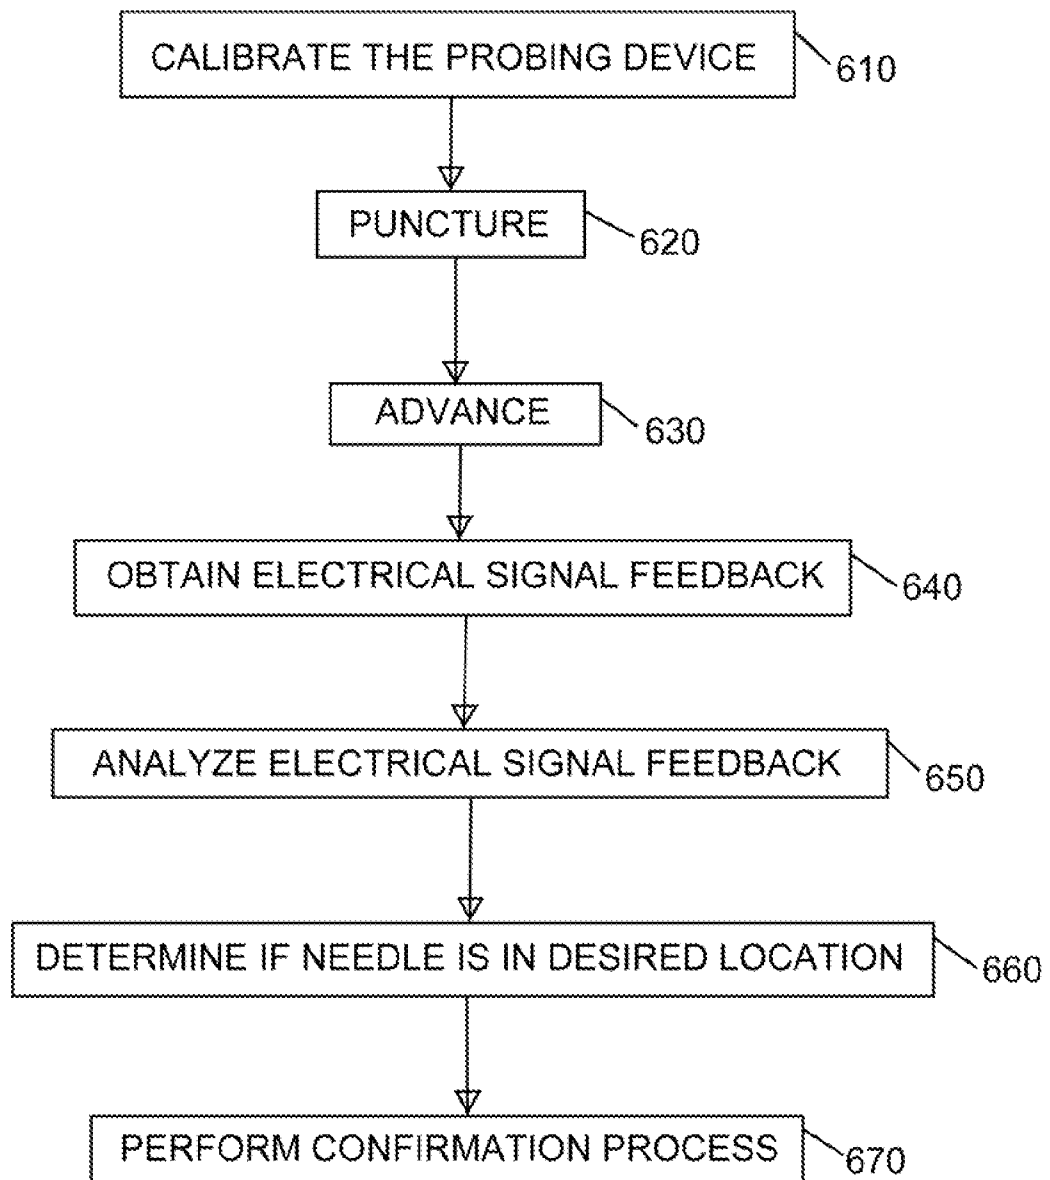 CALIBRATE THE PROBING DEVICE
610
PUNCTURE
620
ADVANCE
630
OBTAIN ELECTRICAL SIGNAL FEEDBACK
640
ANALYZE ELECTRICAL SIGNAL FEEDBACK
650
DETERMINE IF NEEDLE IS IN DESIRED LOCATION
660
PERFORM CONFIRMATION PROCESS
670